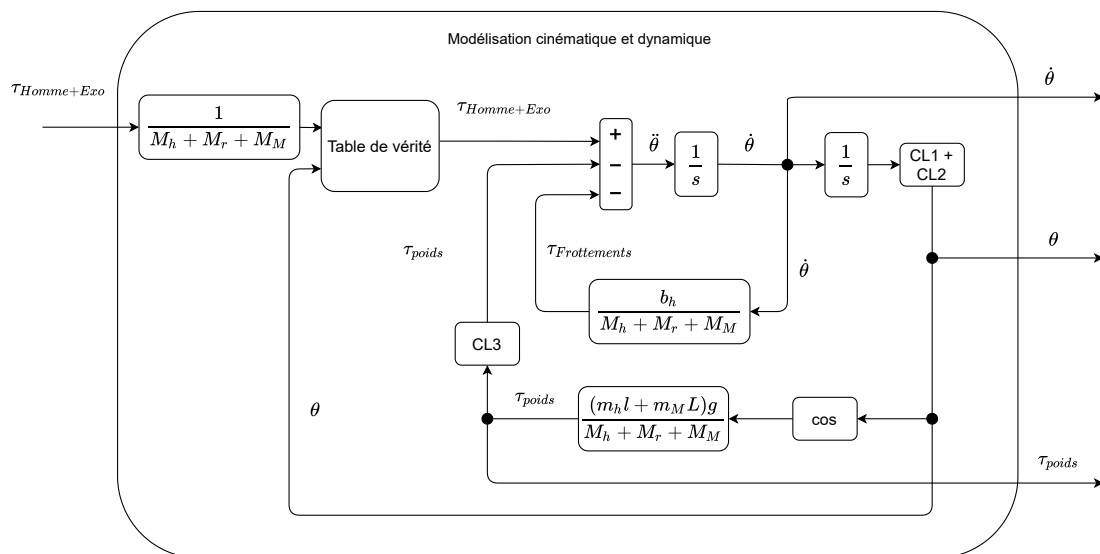 Modélisation cinématique et dynamique
τ_{Homme+Exo}
1
M_h + M_r + M_M
Table de vérité
τ_{Homme+Exo}
+
−
−
θ̈
1
s
θ̇
1
s
CL1 +
CL2
θ̇
θ
τ_{poids}
τ_{Frottements}
θ̇
b_h
M_h + M_r + M_M
CL3
θ
τ_{poids}
(m_h l + m_M L)g
M_h + M_r + M_M
cos
τ_{poids}